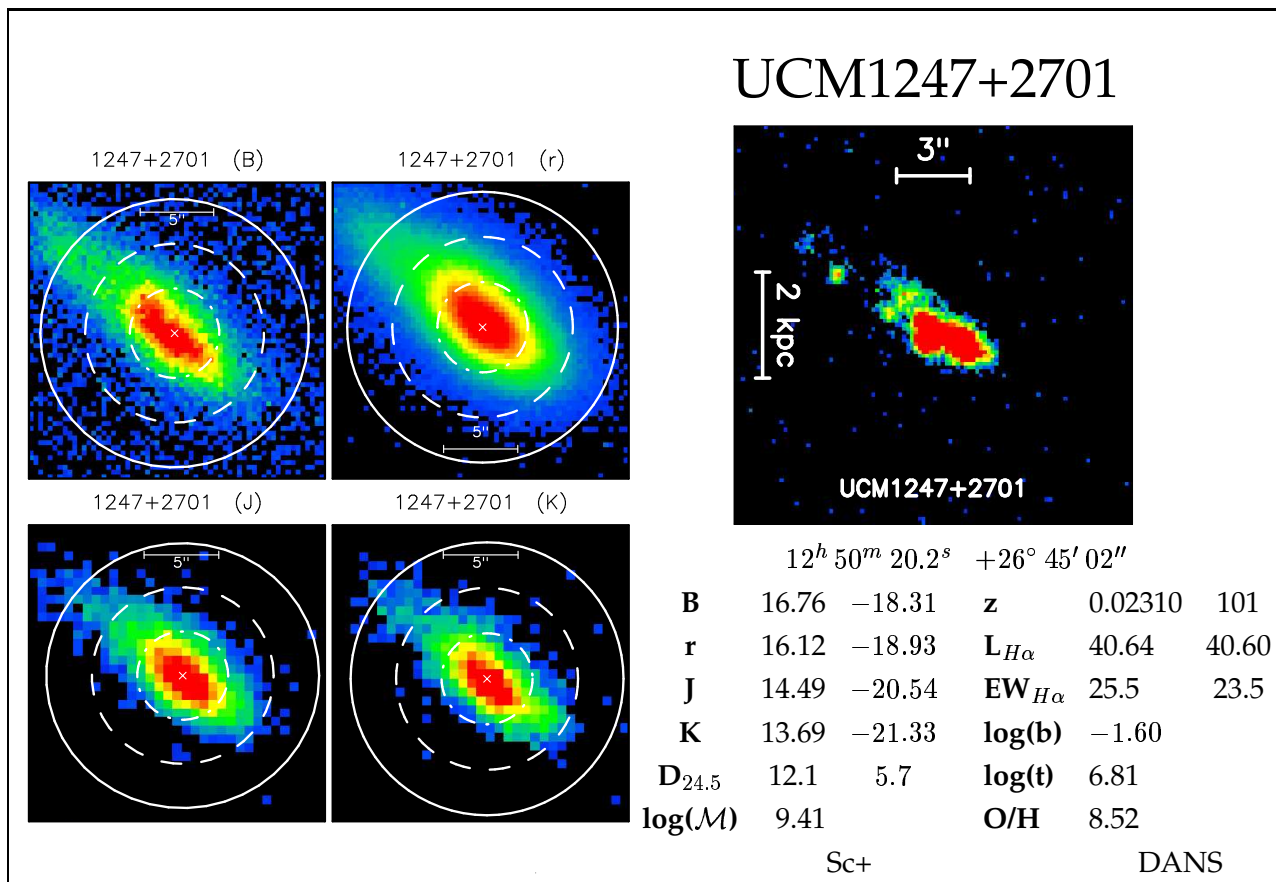 UCM1247+2701
1247+2701 (B)
1247+2701 (r)
5"
5"
1247+2701 (J)
1247+2701 (K)
5"
5"
3"
2 kpc
UCM1247+2701
12h 50m 20.2s +26° 45′ 02″
B 16.76 −18.31 z 0.02310 101
r 16.12 −18.93 LHα 40.64 40.60
J 14.49 −20.54 EWHα 25.5 23.5
K 13.69 −21.33 log(b) −1.60
D24.5 12.1 5.7 log(t) 6.81
log(M) 9.41 O/H 8.52
Sc+ DANS